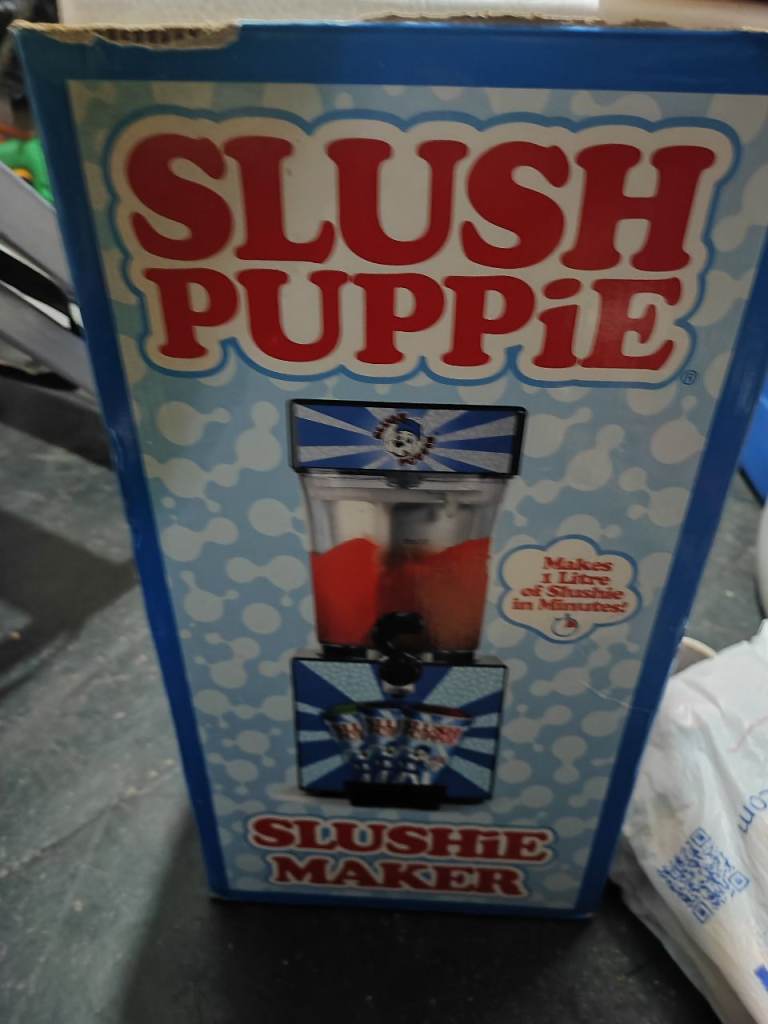 SLUSH
PUPPiE
®
Makes
1 Litre
of Slushie
in Minutes!
SLUSHiE
MAKER